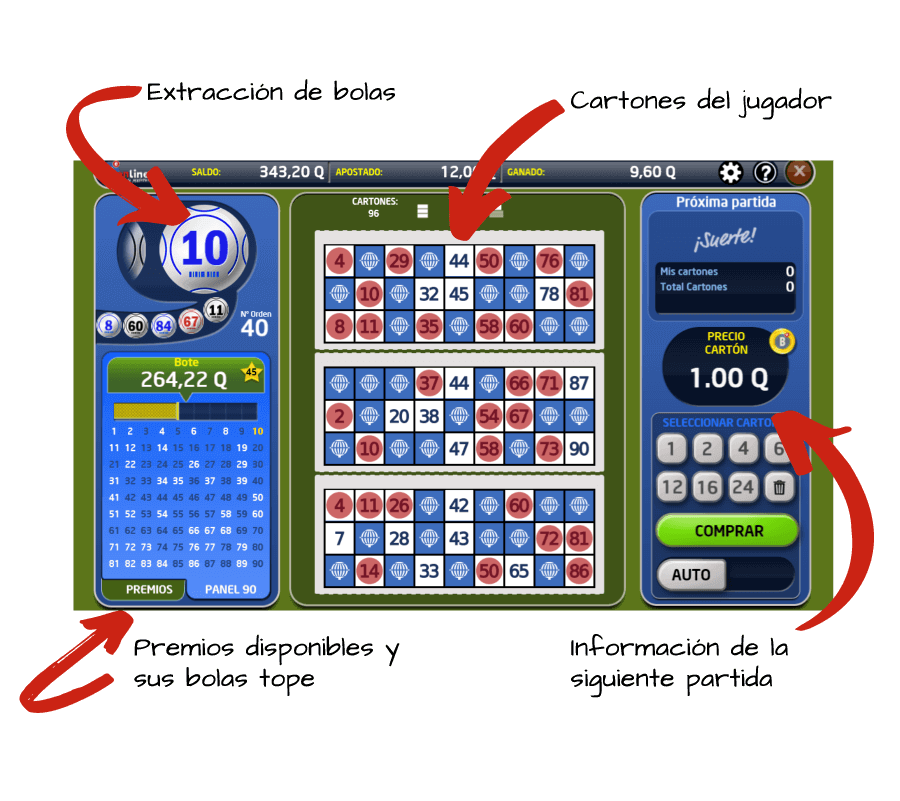 Extracción de bolas
Cartones del jugador
SALDO: 343,20 Q APOSTADO: 12,0 GANADO: 9,60 Q ?
CARTONES:
96
Próxima partida
¡Suerte!
Mis cartones 0
Total Cartones 0
10
BINIM BINN
8 60 84 67 11
Nº Orden
40
Bote
264,22 Q
45
1 2 3 4 5 6 7 8 9 10
11 12 13 14 15 16 17 18 19 20
21 22 23 24 25 26 27 28 29 30
31 32 33 34 35 36 37 38 39 40
41 42 43 44 45 46 47 48 49 50
51 52 53 54 55 56 57 58 59 60
61 62 63 64 65 66 67 68 69 70
71 72 73 74 75 76 77 78 79 80
81 82 83 84 85 86 87 88 89 90
PREMIOS PANEL 90
4 29 44 50 76
10 32 45 78 81
8 11 35 58 60
37 44 66 71 87
2 20 38 54 67
10 47 58 73 90
4 11 26 42 60
7 28 43 72 81
14 33 50 65 86
PRECIO
CARTÓN
B
1.00 Q
SELECCIONAR CARTO
1 2 4 6
12 16 24
COMPRAR
AUTO
Premios disponibles y
sus bolas tope
Información de la
siguiente partida